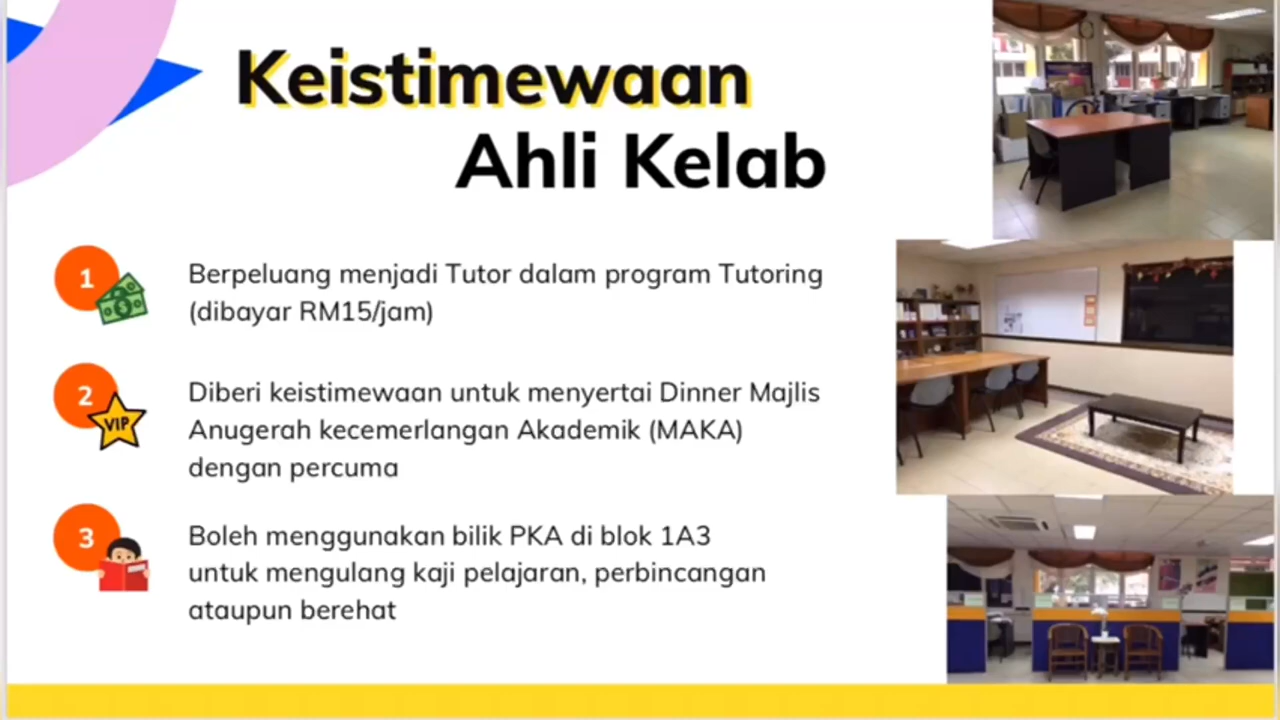 Keistimewaan
Ahli Kelab
1
Berpeluang menjadi Tutor dalam program Tutoring
(dibayar RM15/jam)
2
VIP
Diberi keistimewaan untuk menyertai Dinner Majlis
Anugerah kecemerlangan Akademik (MAKA)
dengan percuma
3
Boleh menggunakan bilik PKA di blok 1A3
untuk mengulang kaji pelajaran, perbincangan
ataupun berehat